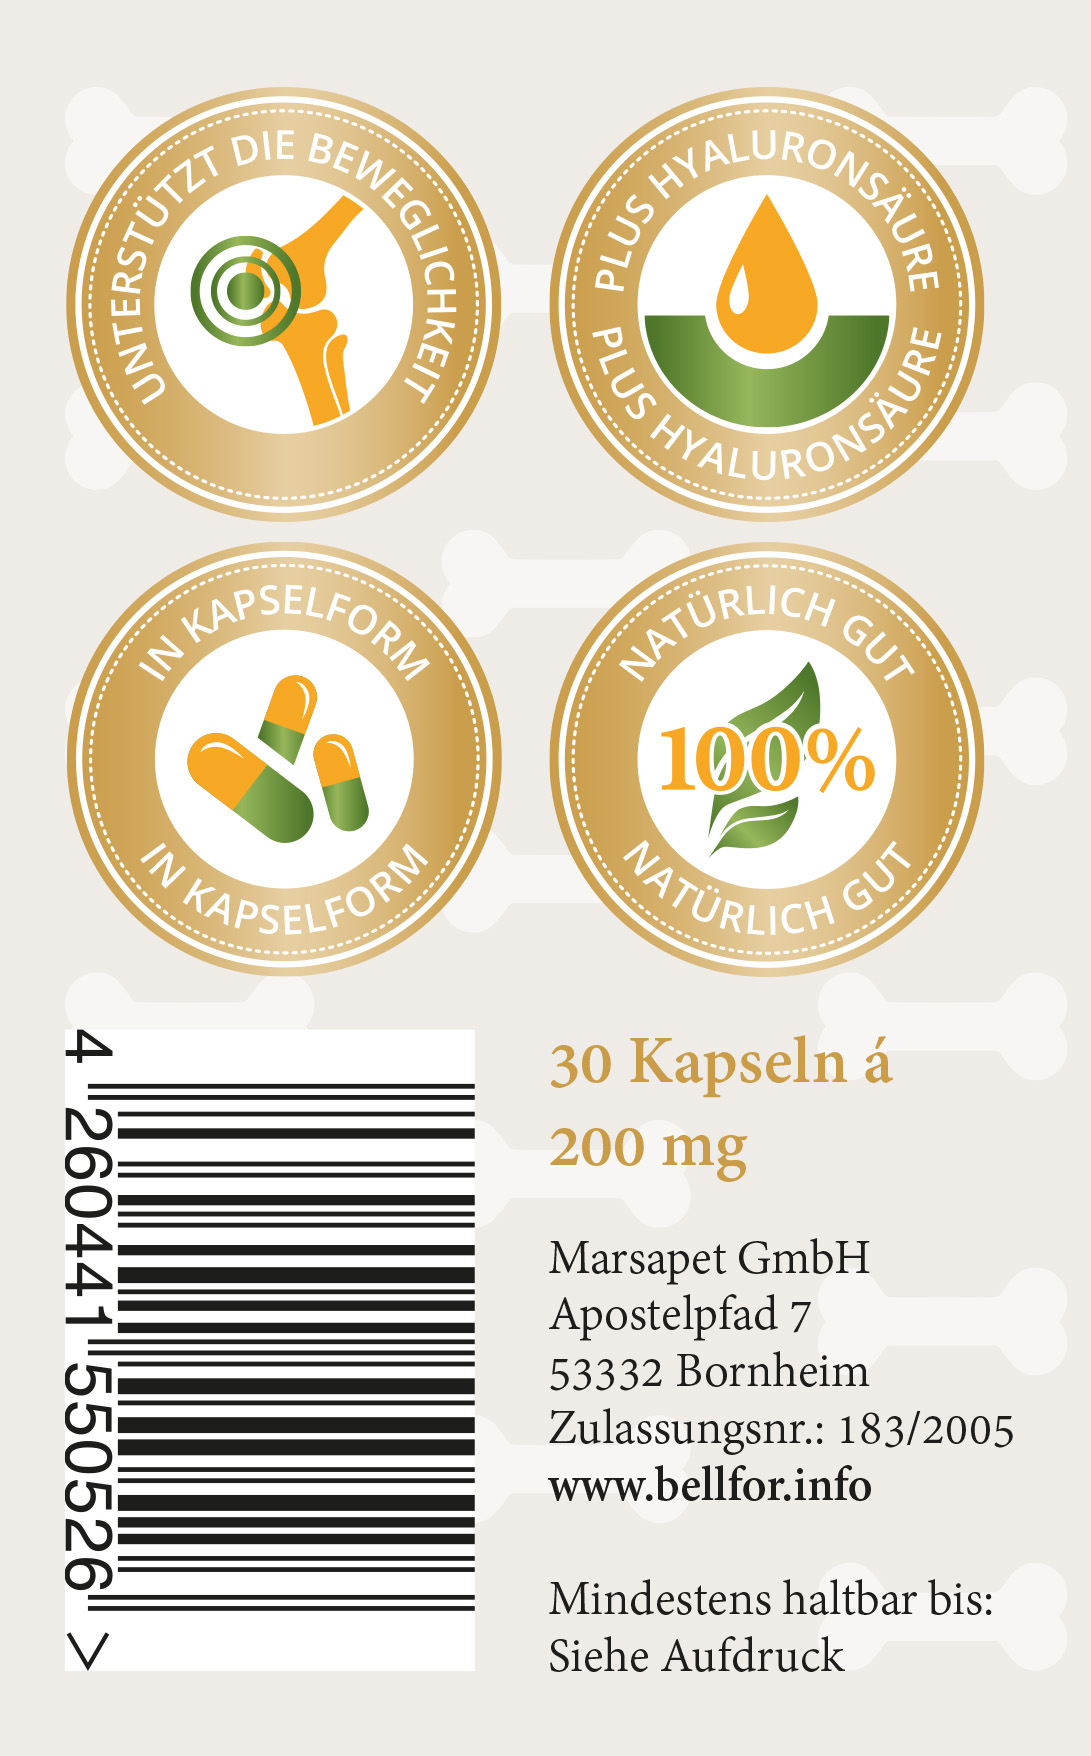 UNTERSTÜTZT DIE BEWEGLICHKEIT
PLUS HYALURONSÄURE
PLUS HYALURONSÄURE
IN KAPSELFORM
IN KAPSELFORM
NATÜRLICH GUT
100%
NATÜRLICH GUT
4 260441 550526 >
30 Kapseln á
200 mg
Marsapet GmbH
Apostelpfad 7
53332 Bornheim
Zulassungsnr.: 183/2005
www.bellfor.info
Mindestens haltbar bis:
Siehe Aufdruck